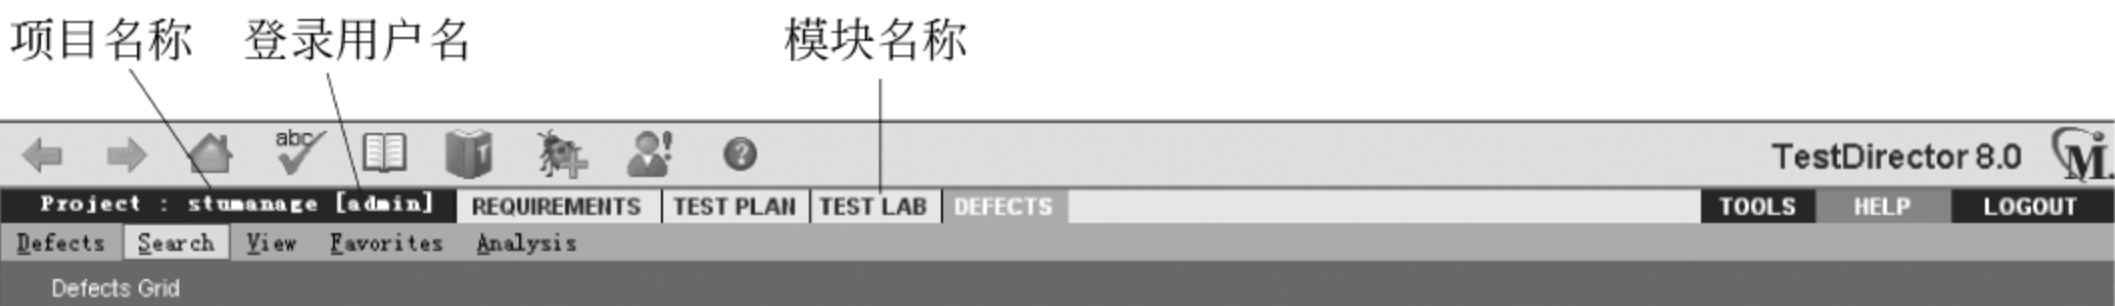 项目名称 登录用户名 模块名称
abc TestDirector 8.0 M
Project : stumanage [admin] REQUIREMENTS TEST PLAN TEST LAB DEFECTS TOOLS HELP LOGOUT
Defects Search View Favorites Analysis
Defects Grid